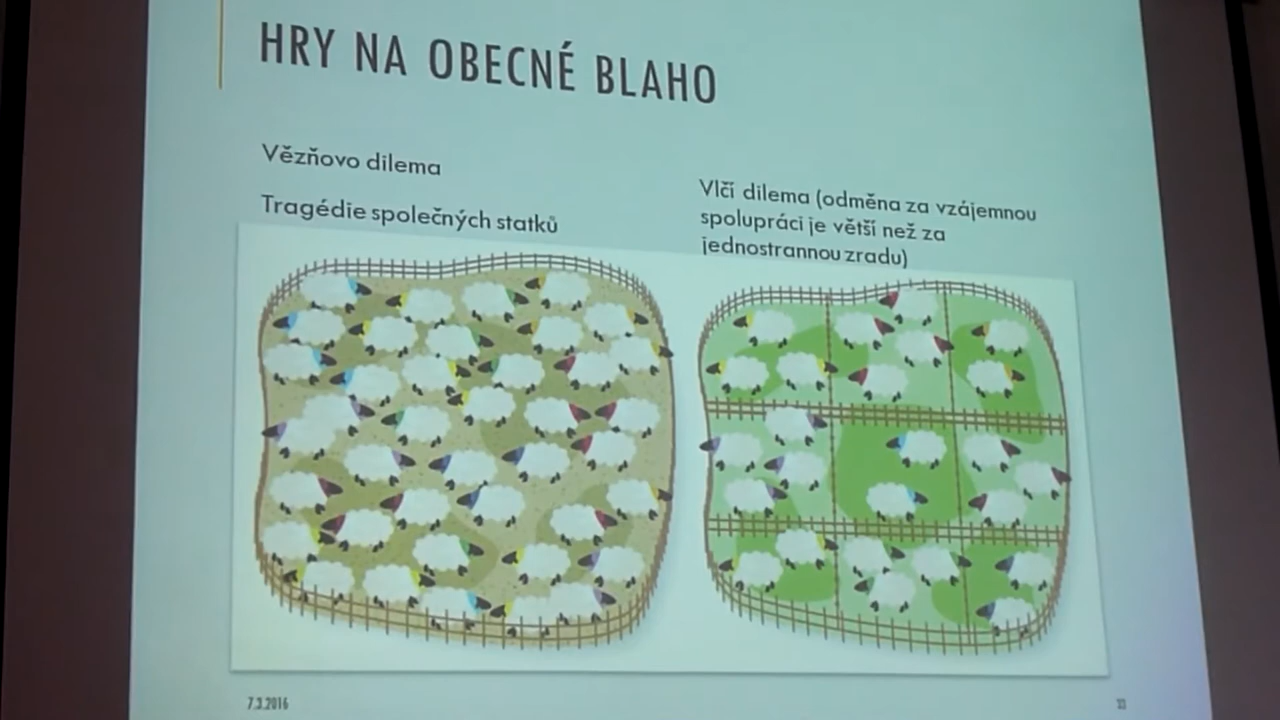 HRY NA OBECNÉ BLAHO
Vězňovo dilema
Tragédie společných statků
Vlčí dilema (odměna za vzájemnou
spolupráci je větší než za
jednostrannou zradu)
7.3.2016
33